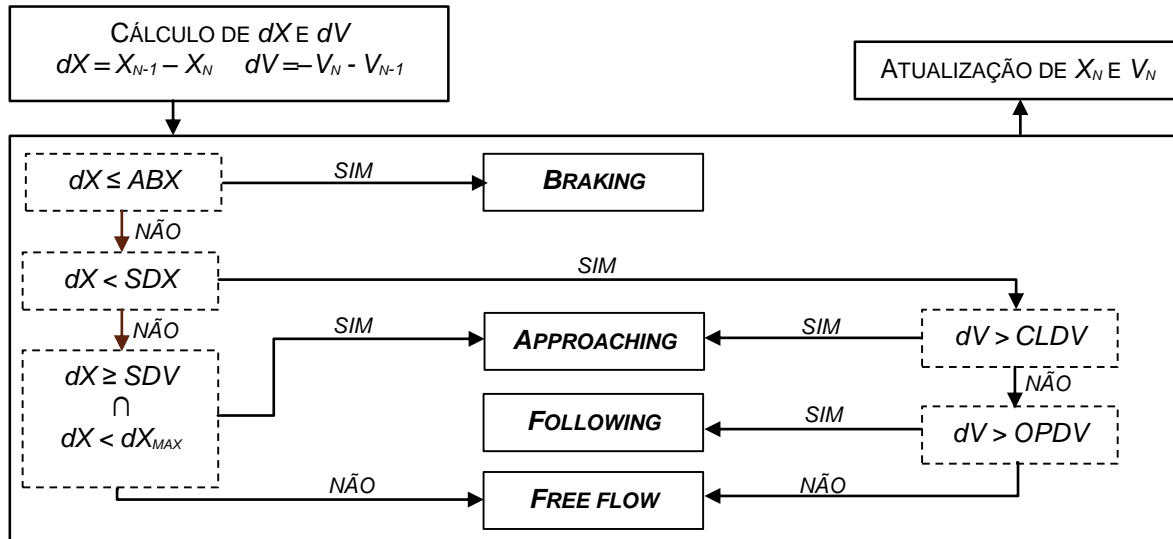 CÁLCULO DE dX E dV
dX = XN-1 – XN dV =–VN - VN-1
ATUALIZAÇÃO DE XN E VN
dX ≤ ABX
SIM
BRAKING
NÃO
dX < SDX
SIM
NÃO
SIM
APPROACHING
SIM
dV > CLDV
dX ≥ SDV
∩
dX < dXMAX
NÃO
FOLLOWING
SIM
dV > OPDV
NÃO
FREE FLOW
NÃO